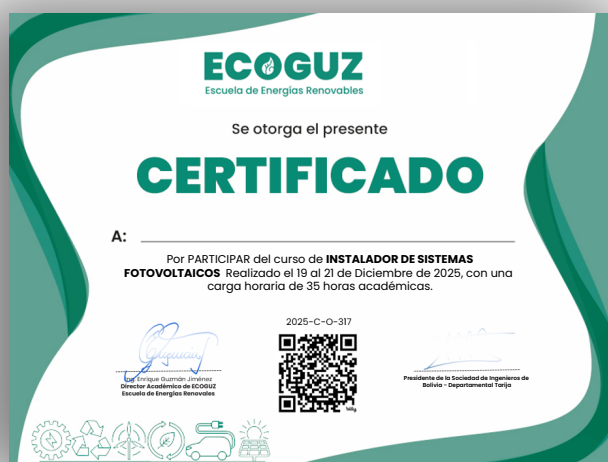 ECOGUZ
Escuela de Energías Renovables
Se otorga el presente
CERTIFICADO
A:
Por PARTICIPAR del curso de INSTALADOR DE SISTEMAS
FOTOVOLTAICOS Realizado el 19 al 21 de Diciembre de 2025, con una
carga horaria de 35 horas académicas.
2025-C-O-317
Ing. Enrique Guzmán Jiménez
Director Académico de ECOGUZ
Escuela de Energías Renovales
Presidente de la Sociedad de Ingenieros de
Bolivia - Departamental Tarija